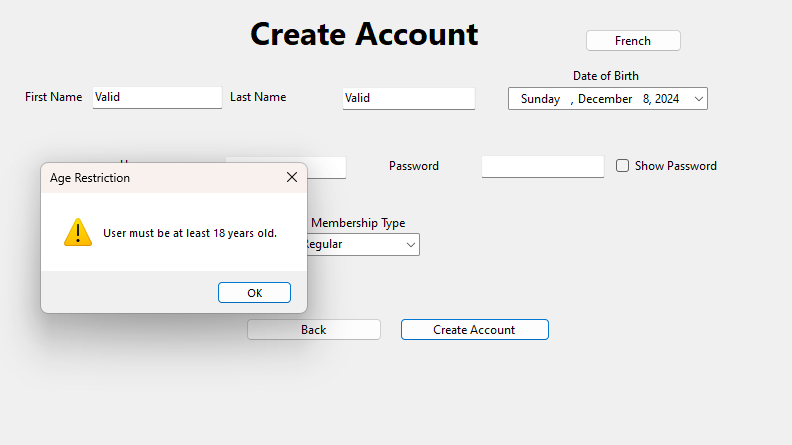 Create Account
French
Date of Birth
First Name Valid Last Name Valid Sunday , December 8, 2024
Password Show Password
Age Restriction
User must be at least 18 years old.
OK
Membership Type
Regular
Back Create Account